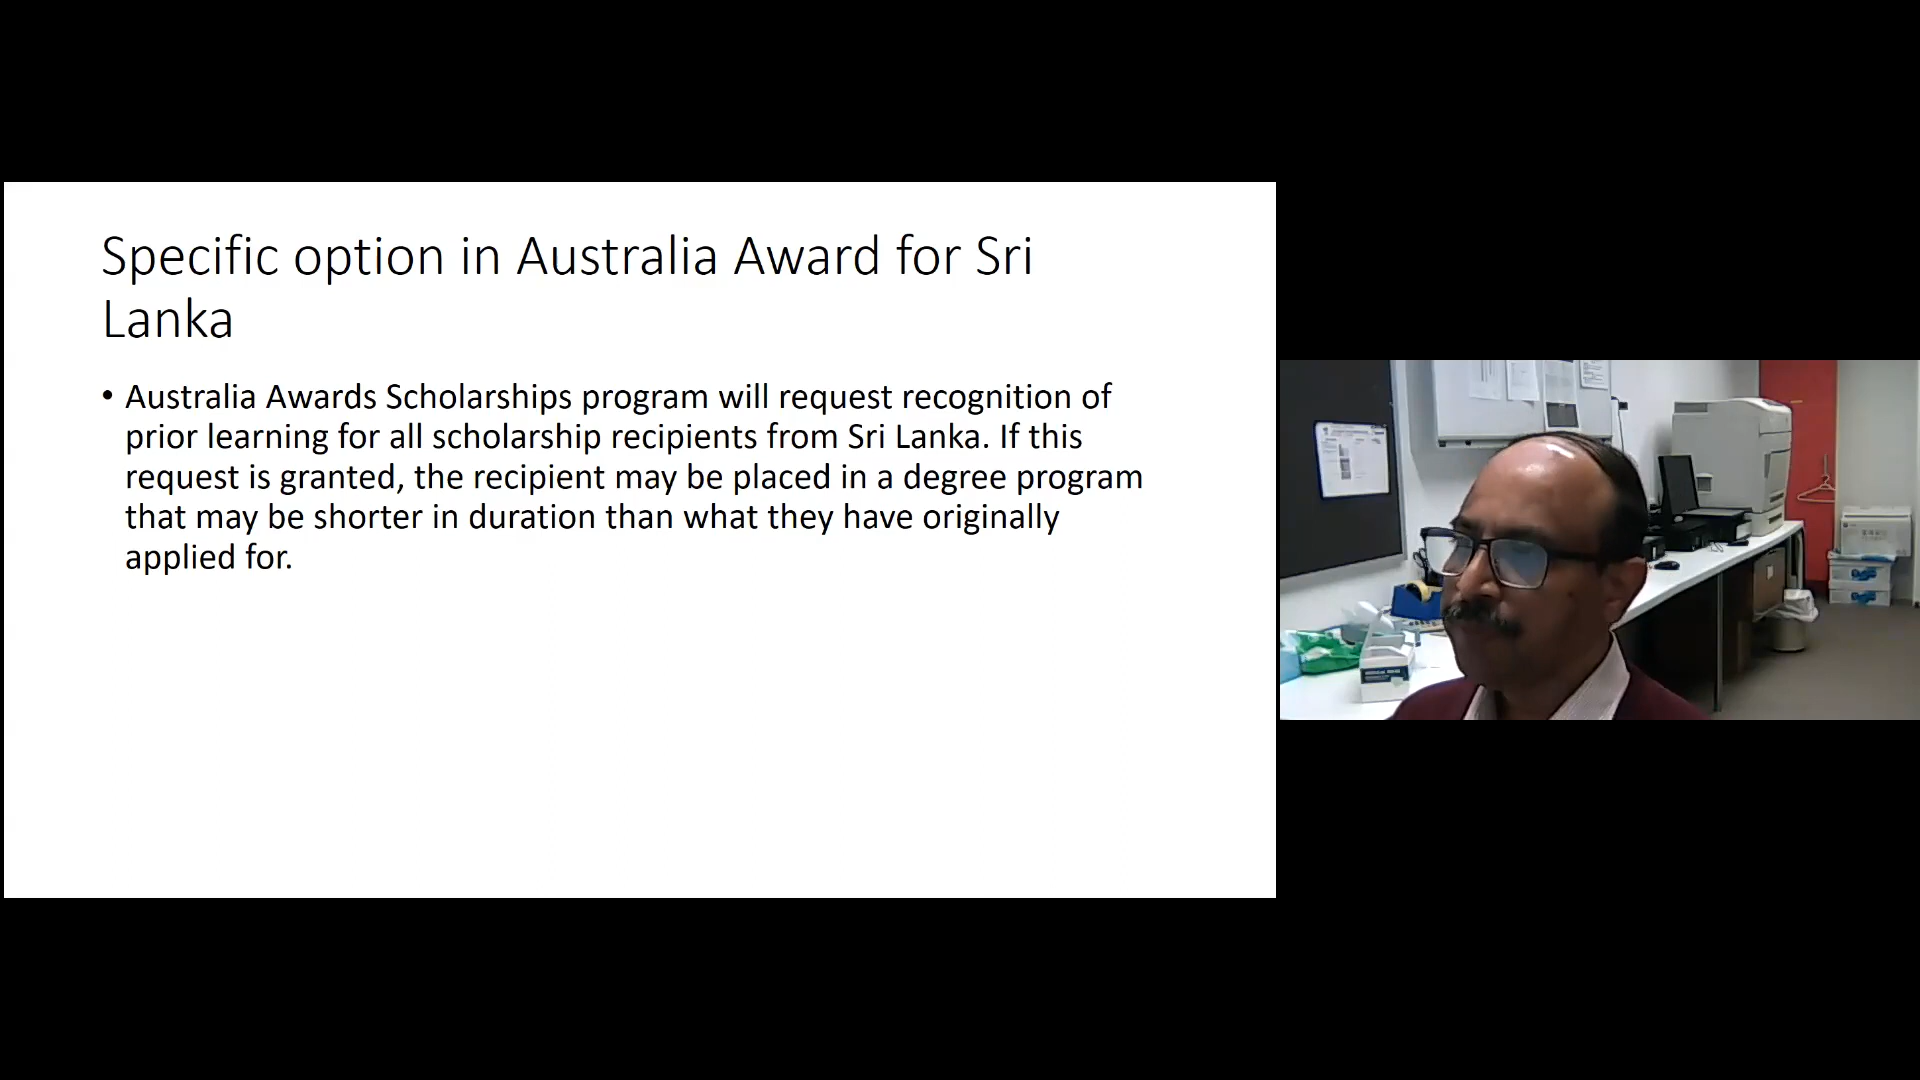 Specific option in Australia Award for Sri
Lanka
• Australia Awards Scholarships program will request recognition of
prior learning for all scholarship recipients from Sri Lanka. If this
request is granted, the recipient may be placed in a degree program
that may be shorter in duration than what they have originally
applied for.